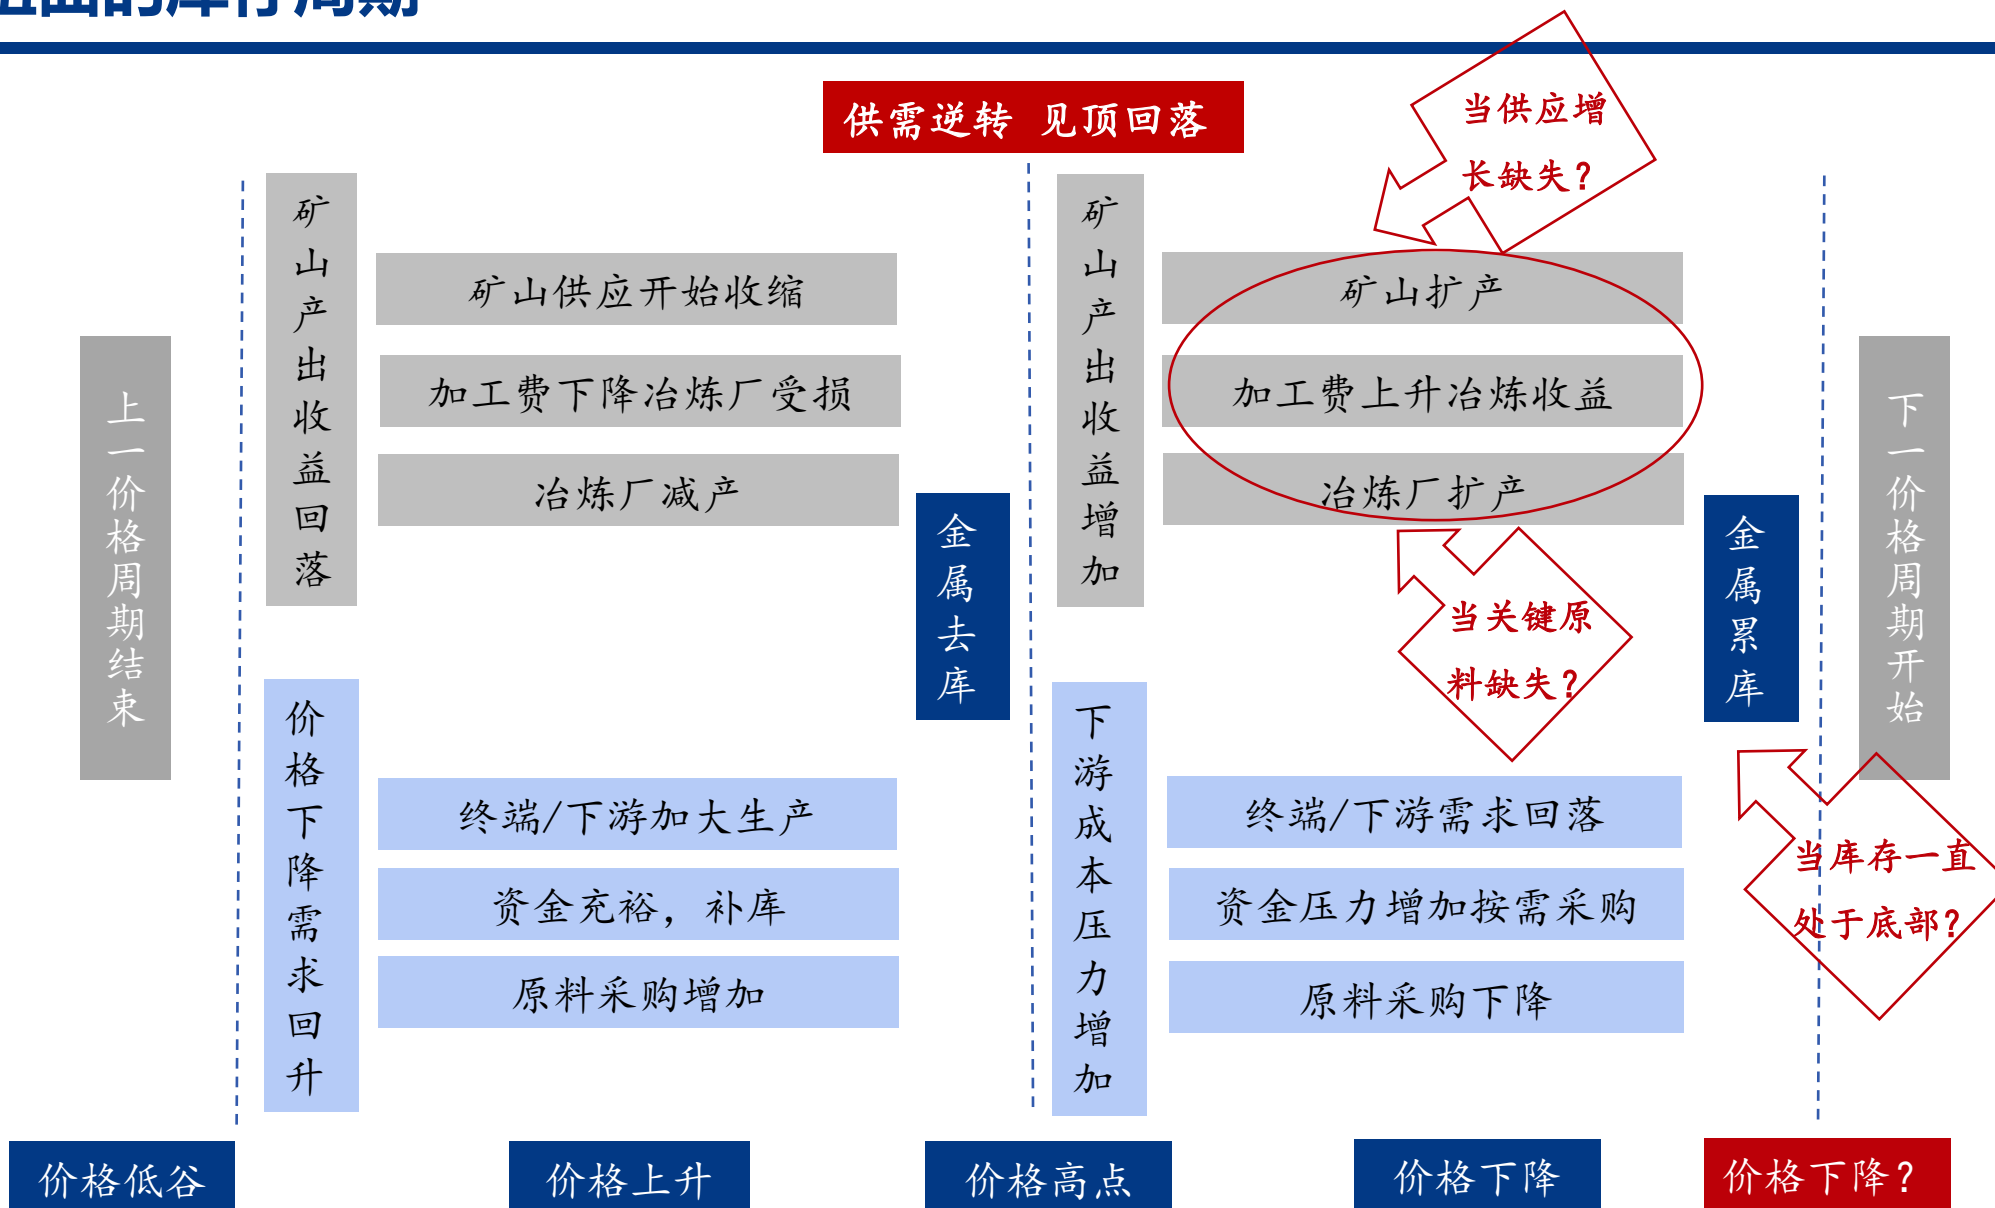 的库存周期
供需逆转 见顶回落
当供应增
长缺失？
上一价格周期结束
矿山产出收益回落
矿山供应开始收缩
加工费下降冶炼厂受损
冶炼厂减产
价格下降需求回升
终端/下游加大生产
资金充裕，补库
原料采购增加
金属去库
矿山产出收益增加
矿山扩产
加工费上升冶炼收益
冶炼厂扩产
当关键原
料缺失？
下游成本压力增加
终端/下游需求回落
资金压力增加按需采购
原料采购下降
金属累库
下一价格周期开始
当库存一直
处于底部？
价格低谷
价格上升
价格高点
价格下降
价格下降？